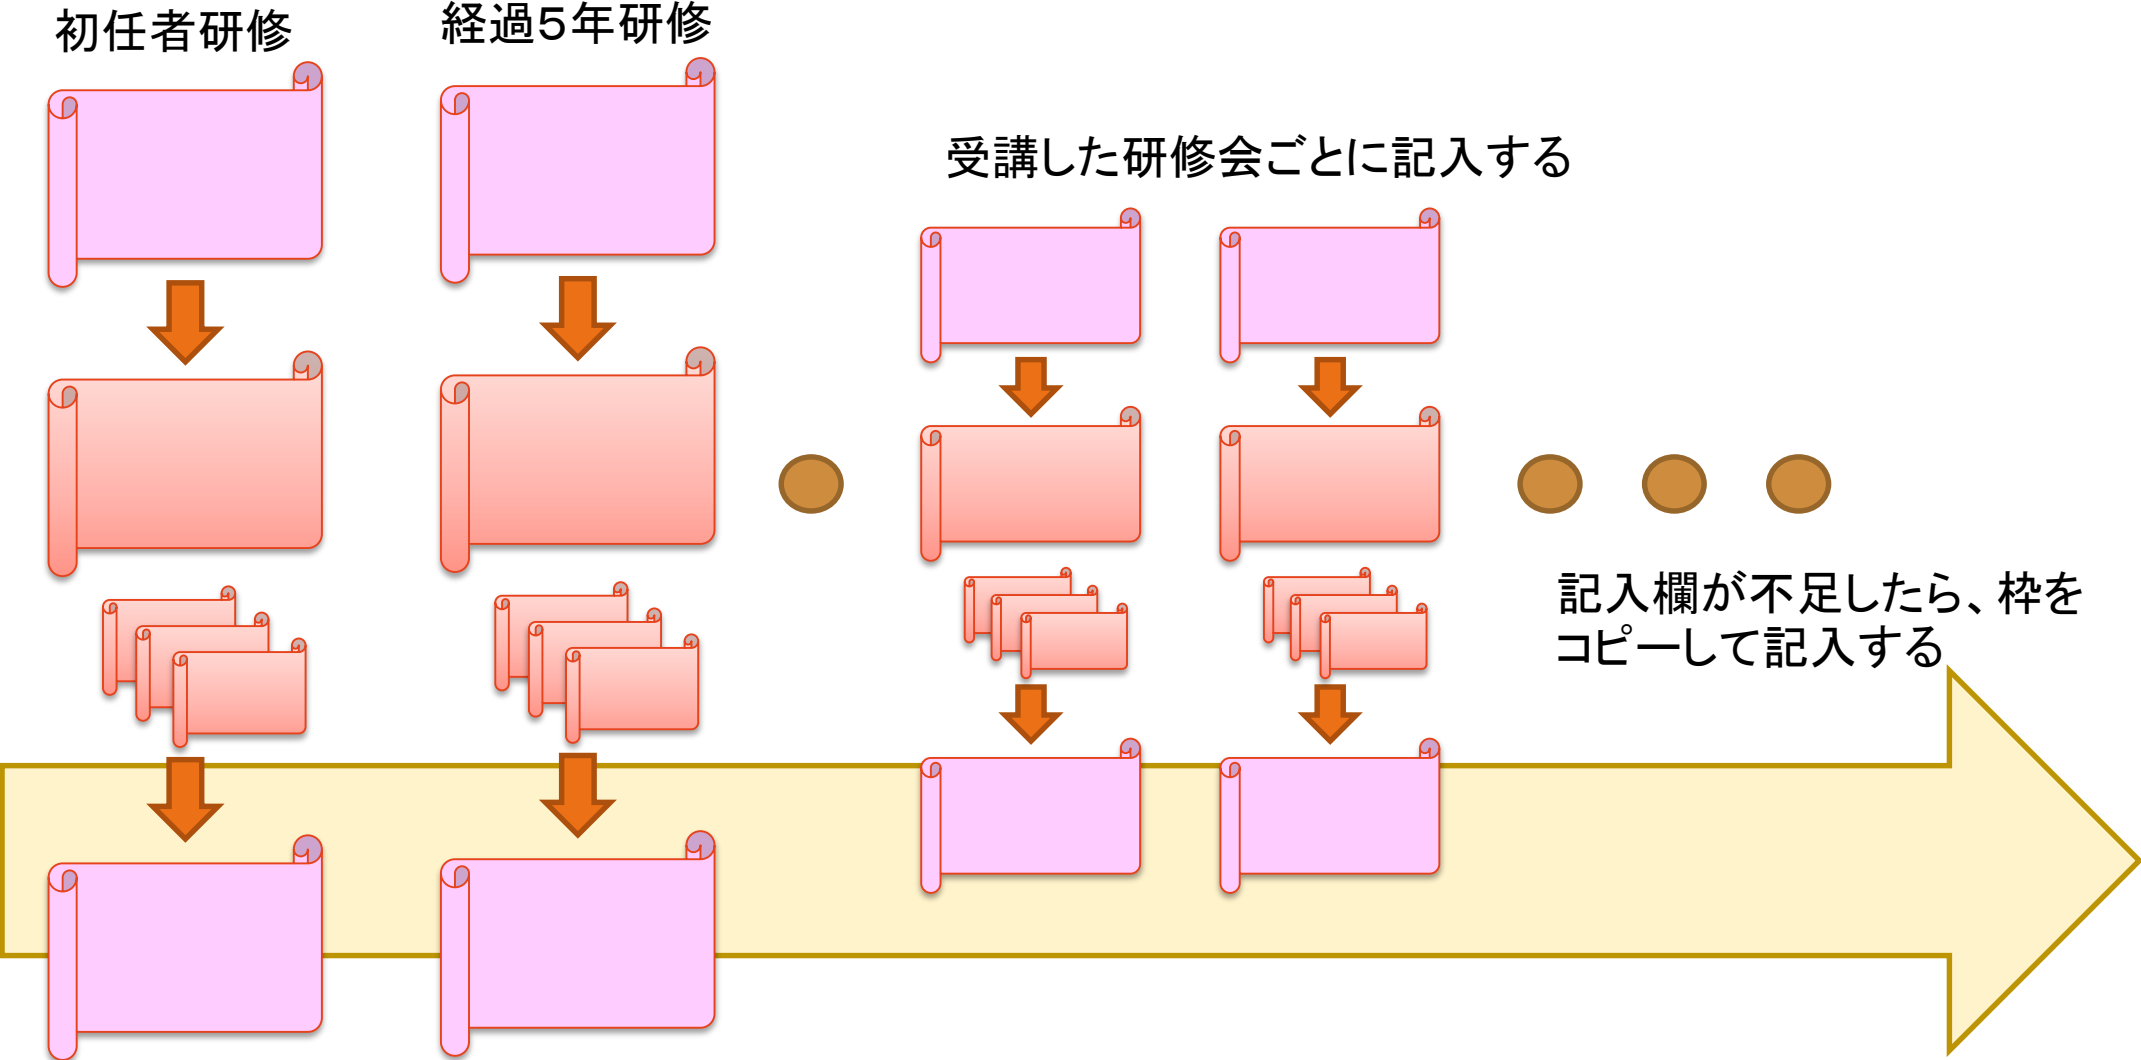 初任者研修
経過５年研修
受講した研修会ごとに記入する
記入欄が不足したら、枠を
コピーして記入する